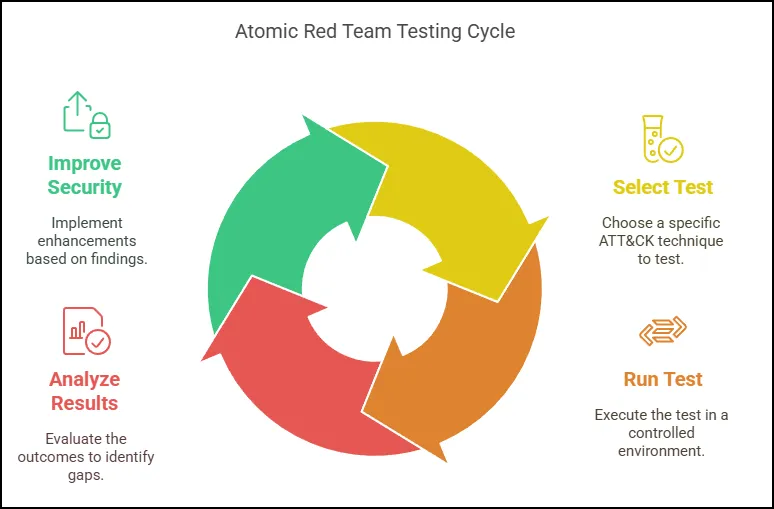 Atomic Red Team Testing Cycle
Improve
Security
Implement
enhancements
based on findings.
Select Test
Choose a specific
ATT&CK technique
to test.
Analyze
Results
Evaluate the
outcomes to identify
gaps.
Run Test
Execute the test in a
controlled
environment.